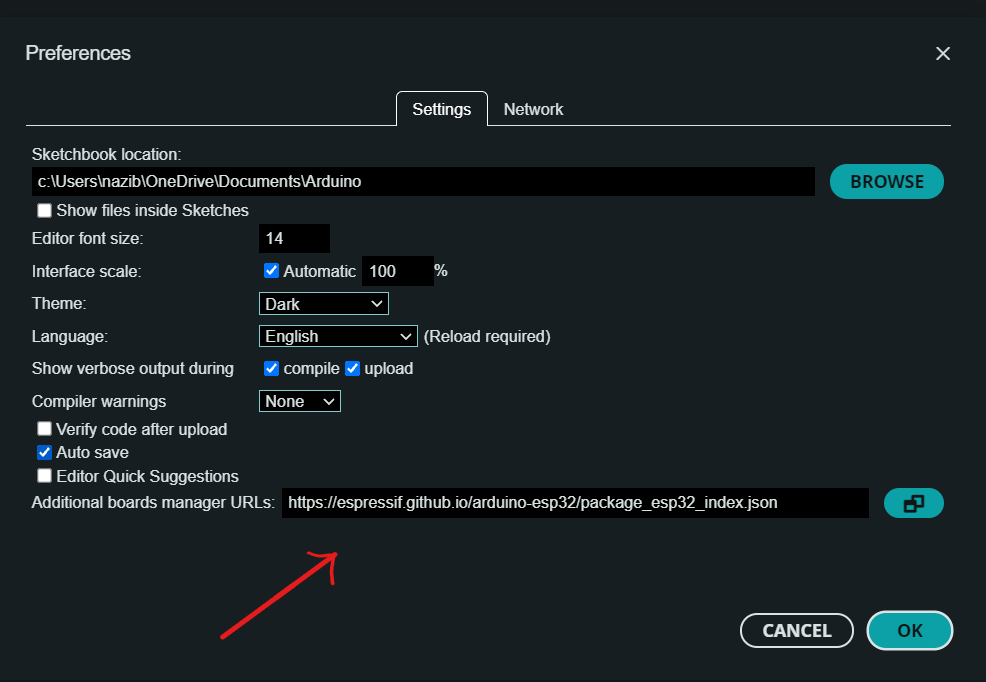 Preferences
Settings Network
Sketchbook location:
c:\Users\nazib\OneDrive\Documents\Arduino BROWSE
Show files inside Sketches
Editor font size: 14
Interface scale: Automatic 100 %
Theme: Dark
Language: English (Reload required)
Show verbose output during compile upload
Compiler warnings None
Verify code after upload
Auto save
Editor Quick Suggestions
Additional boards manager URLs: https://espressif.github.io/arduino-esp32/package_esp32_index.json
CANCEL OK